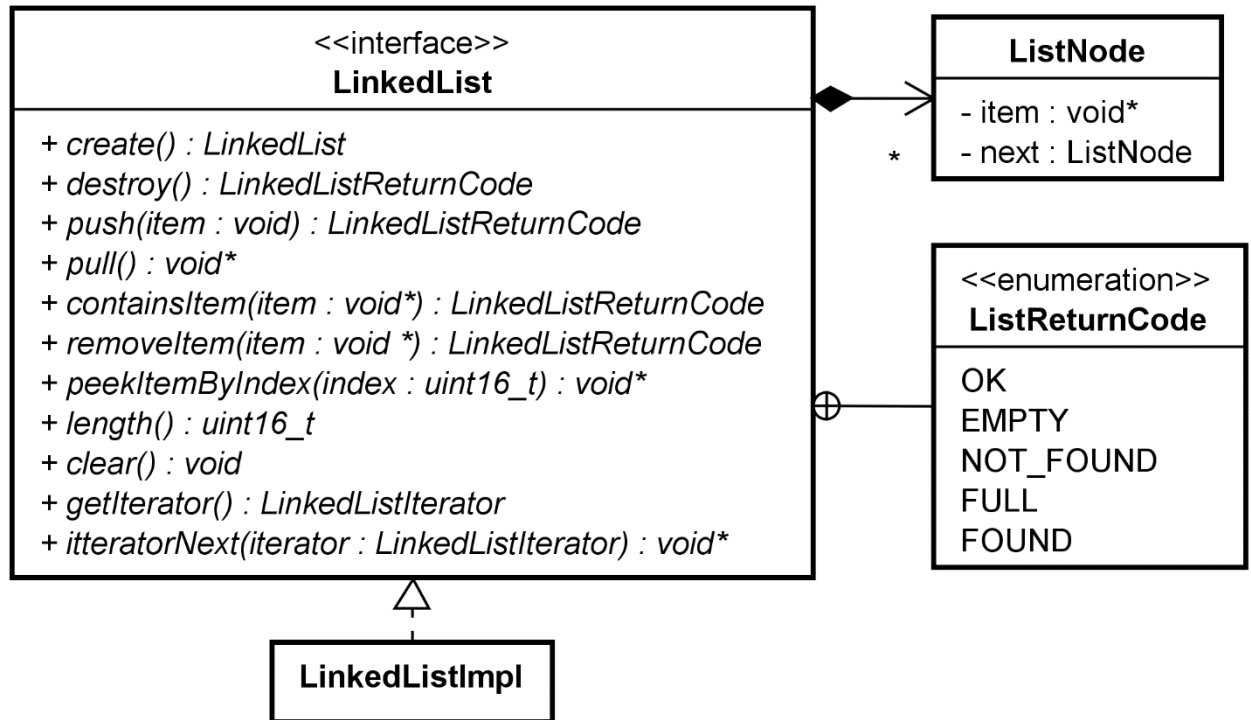 <<interface>>
LinkedList
+ create() : LinkedList
+ destroy() : LinkedListReturnCode
+ push(item : void) : LinkedListReturnCode
+ pull() : void*
+ containsItem(item : void*) : LinkedListReturnCode
+ removeItem(item : void *) : LinkedListReturnCode
+ peekItemByIndex(index : uint16_t) : void*
+ length() : uint16_t
+ clear() : void
+ getIterator() : LinkedListIterator
+ itteratorNext(iterator : LinkedListIterator) : void*
*
ListNode
- item : void*
- next : ListNode
<<enumeration>>
ListReturnCode
OK
EMPTY
NOT_FOUND
FULL
FOUND
LinkedListImpl